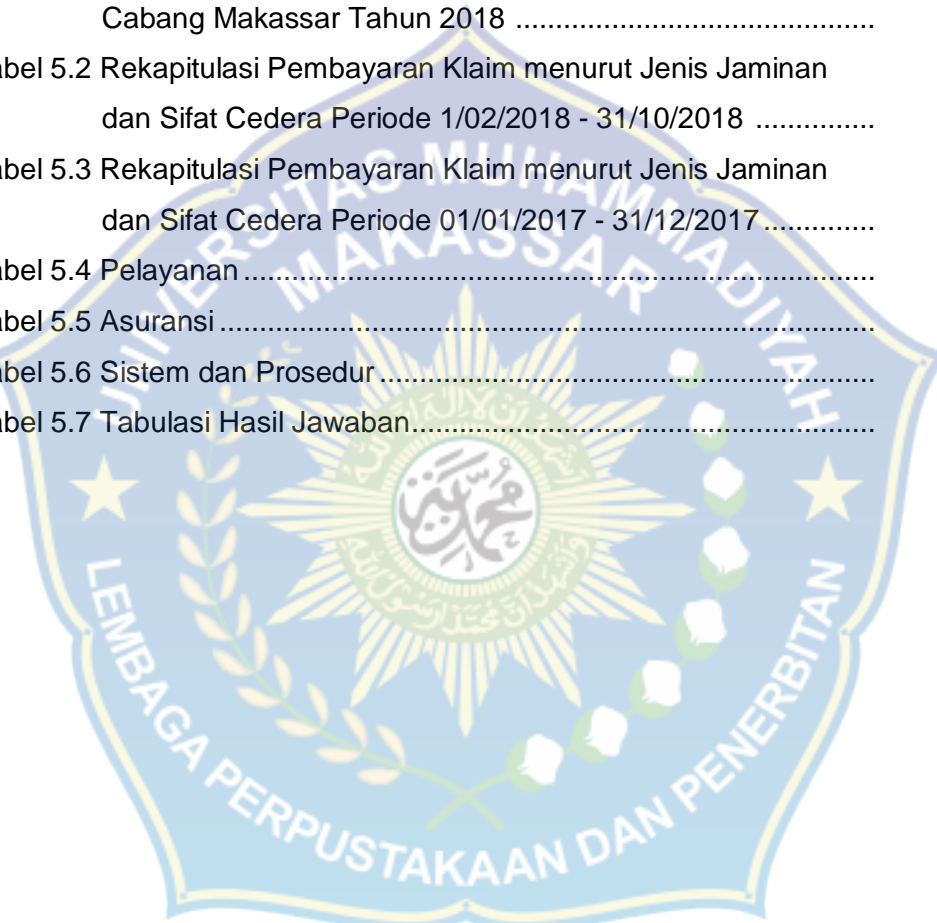 Cabang Makassar Tahun 2018 ...........................................
abel 5.2 Rekapitulasi Pembayaran Klaim menurut Jenis Jaminan
dan Sifat Cedera Periode 1/02/2018 - 31/10/2018 ...............
abel 5.3 Rekapitulasi Pembayaran Klaim menurut Jenis Jaminan
dan Sifat Cedera Periode 01/01/2017 - 31/12/2017 ..............
abel 5.4 Pelayanan ............................................................................
abel 5.5 Asuransi ...............................................................................
abel 5.6 Sistem dan Prosedur ............................................................
abel 5.7 Tabulasi Hasil Jawaban........................................................
UNIVERSITAS MUHAMMADIYAH
MAKASSAR
محمد
LEMBAGA PERPUSTAKAAN DAN PENERBITAN